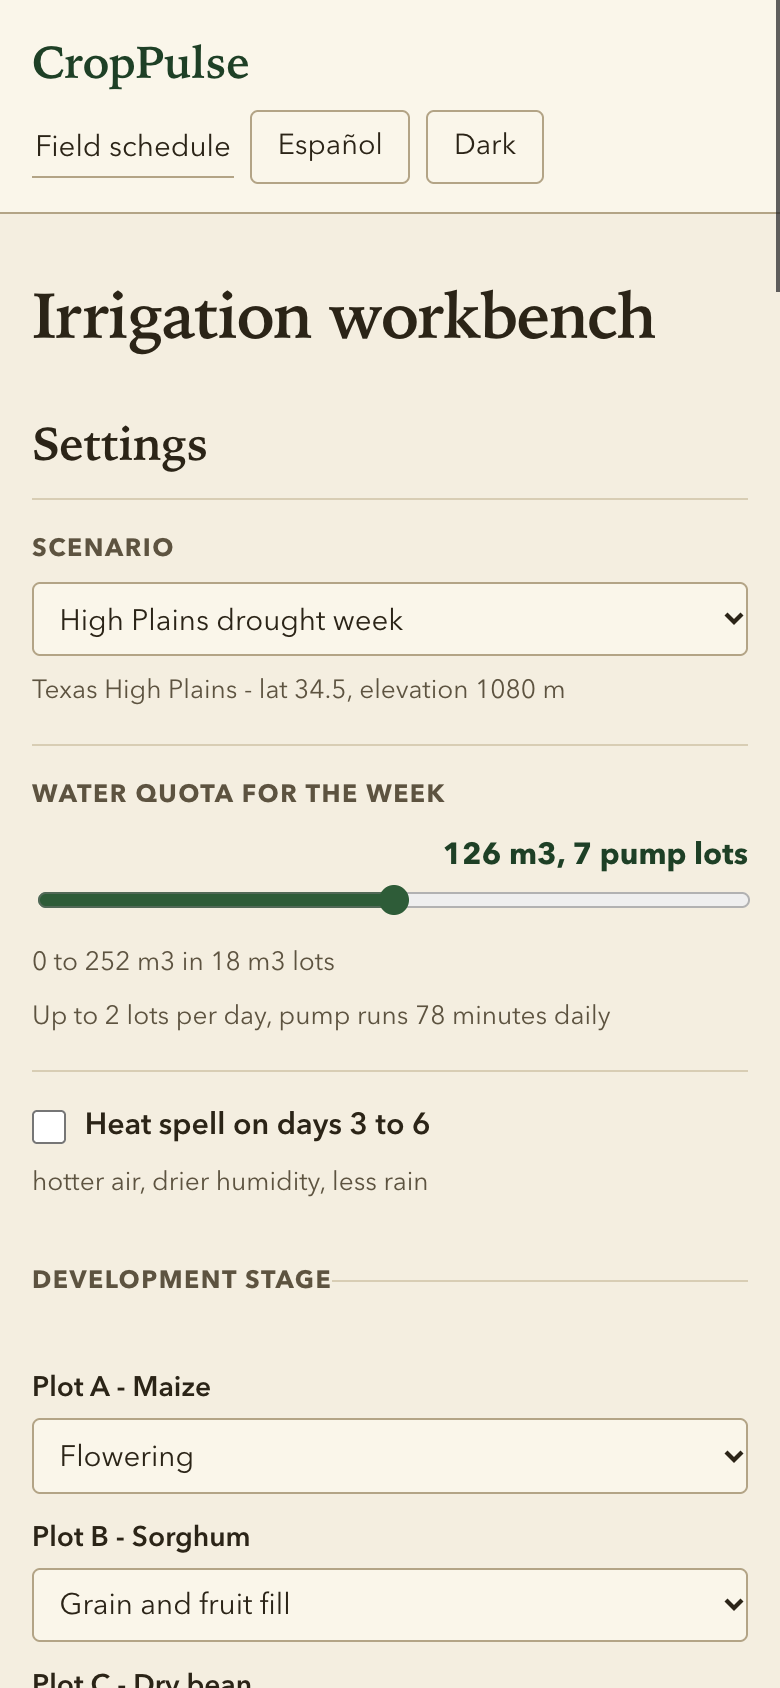 CropPulse
Field schedule
Español
Dark
Irrigation workbench
Settings
SCENARIO
High Plains drought week
Texas High Plains - lat 34.5, elevation 1080 m
WATER QUOTA FOR THE WEEK
126 m3, 7 pump lots
0 to 252 m3 in 18 m3 lots
Up to 2 lots per day, pump runs 78 minutes daily
Heat spell on days 3 to 6
hotter air, drier humidity, less rain
DEVELOPMENT STAGE
Plot A - Maize
Flowering
Plot B - Sorghum
Grain and fruit fill
Plot C - Dry bean